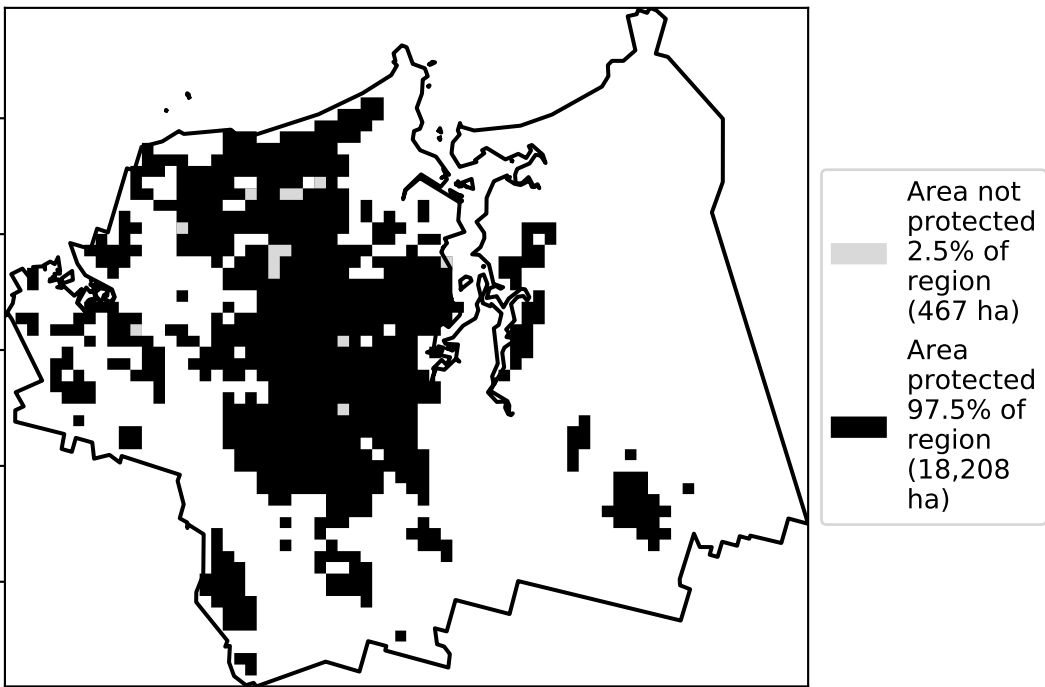 Area not
protected
2.5% of
region
(467 ha)
Area
protected
97.5% of
region
(18,208
ha)